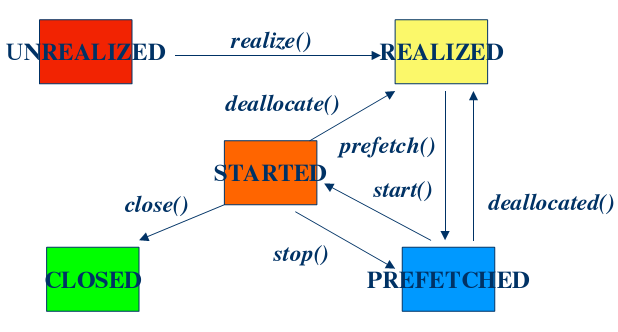 realize()
UNREALIZED
REALIZED
deallocate()
prefetch()
STARTED
start()
close()
deallocated()
stop()
CLOSED
PREFETCHED